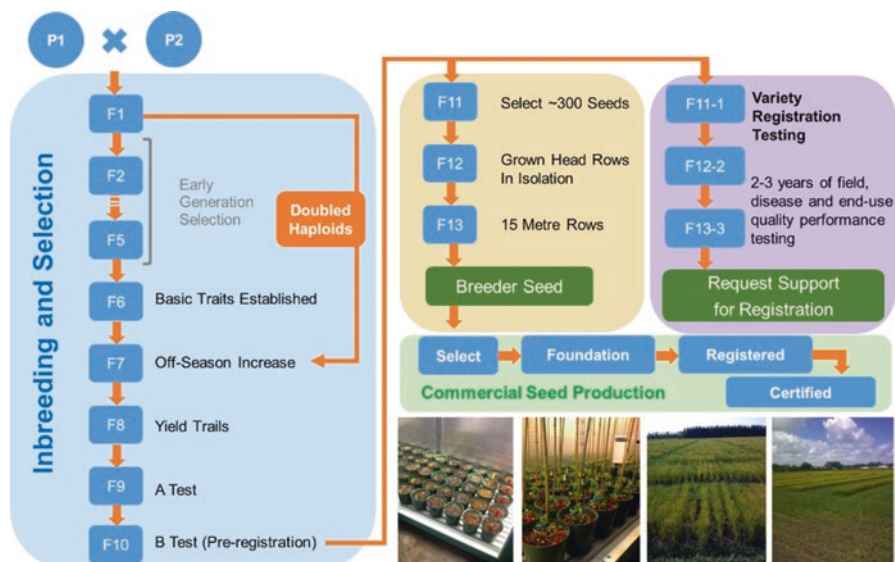 P1
P2
Inbreeding and Selection
F1
F2
Early
Generation
Selection
Doubled
Haploids
F5
F6
Basic Traits Established
F7
Off-Season Increase
F8
Yield Trails
F9
A Test
F10
B Test (Pre-registration)
F11
Select ~300 Seeds
F12
Grown Head Rows
In Isolation
F13
15 Metre Rows
Breeder Seed
F11-1
Variety
Registration
Testing
F12-2
2-3 years of field,
disease and end-use
quality performance
testing
F13-3
Request Support
for Registration
Select
Foundation
Registered
Commercial Seed Production
Certified